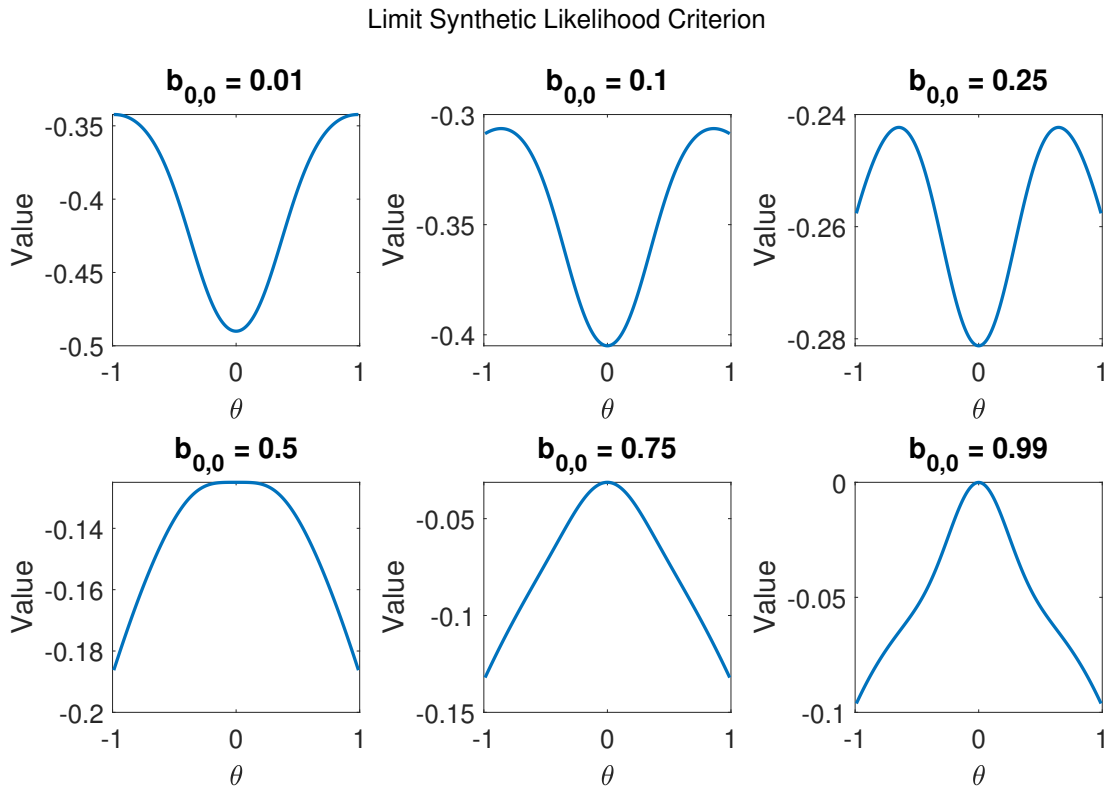 Limit Synthetic Likelihood Criterion
b0,0 = 0.01
b0,0 = 0.1
b0,0 = 0.25
-0.35
-0.4
-0.45
-0.5
Value
-1
0
1
θ
-0.3
-0.35
-0.4
Value
-1
0
1
θ
-0.24
-0.26
-0.28
Value
-1
0
1
θ
b0,0 = 0.5
b0,0 = 0.75
b0,0 = 0.99
-0.14
-0.16
-0.18
-0.2
Value
-1
0
1
θ
-0.05
-0.1
-0.15
Value
-1
0
1
θ
0
-0.05
-0.1
Value
-1
0
1
θ